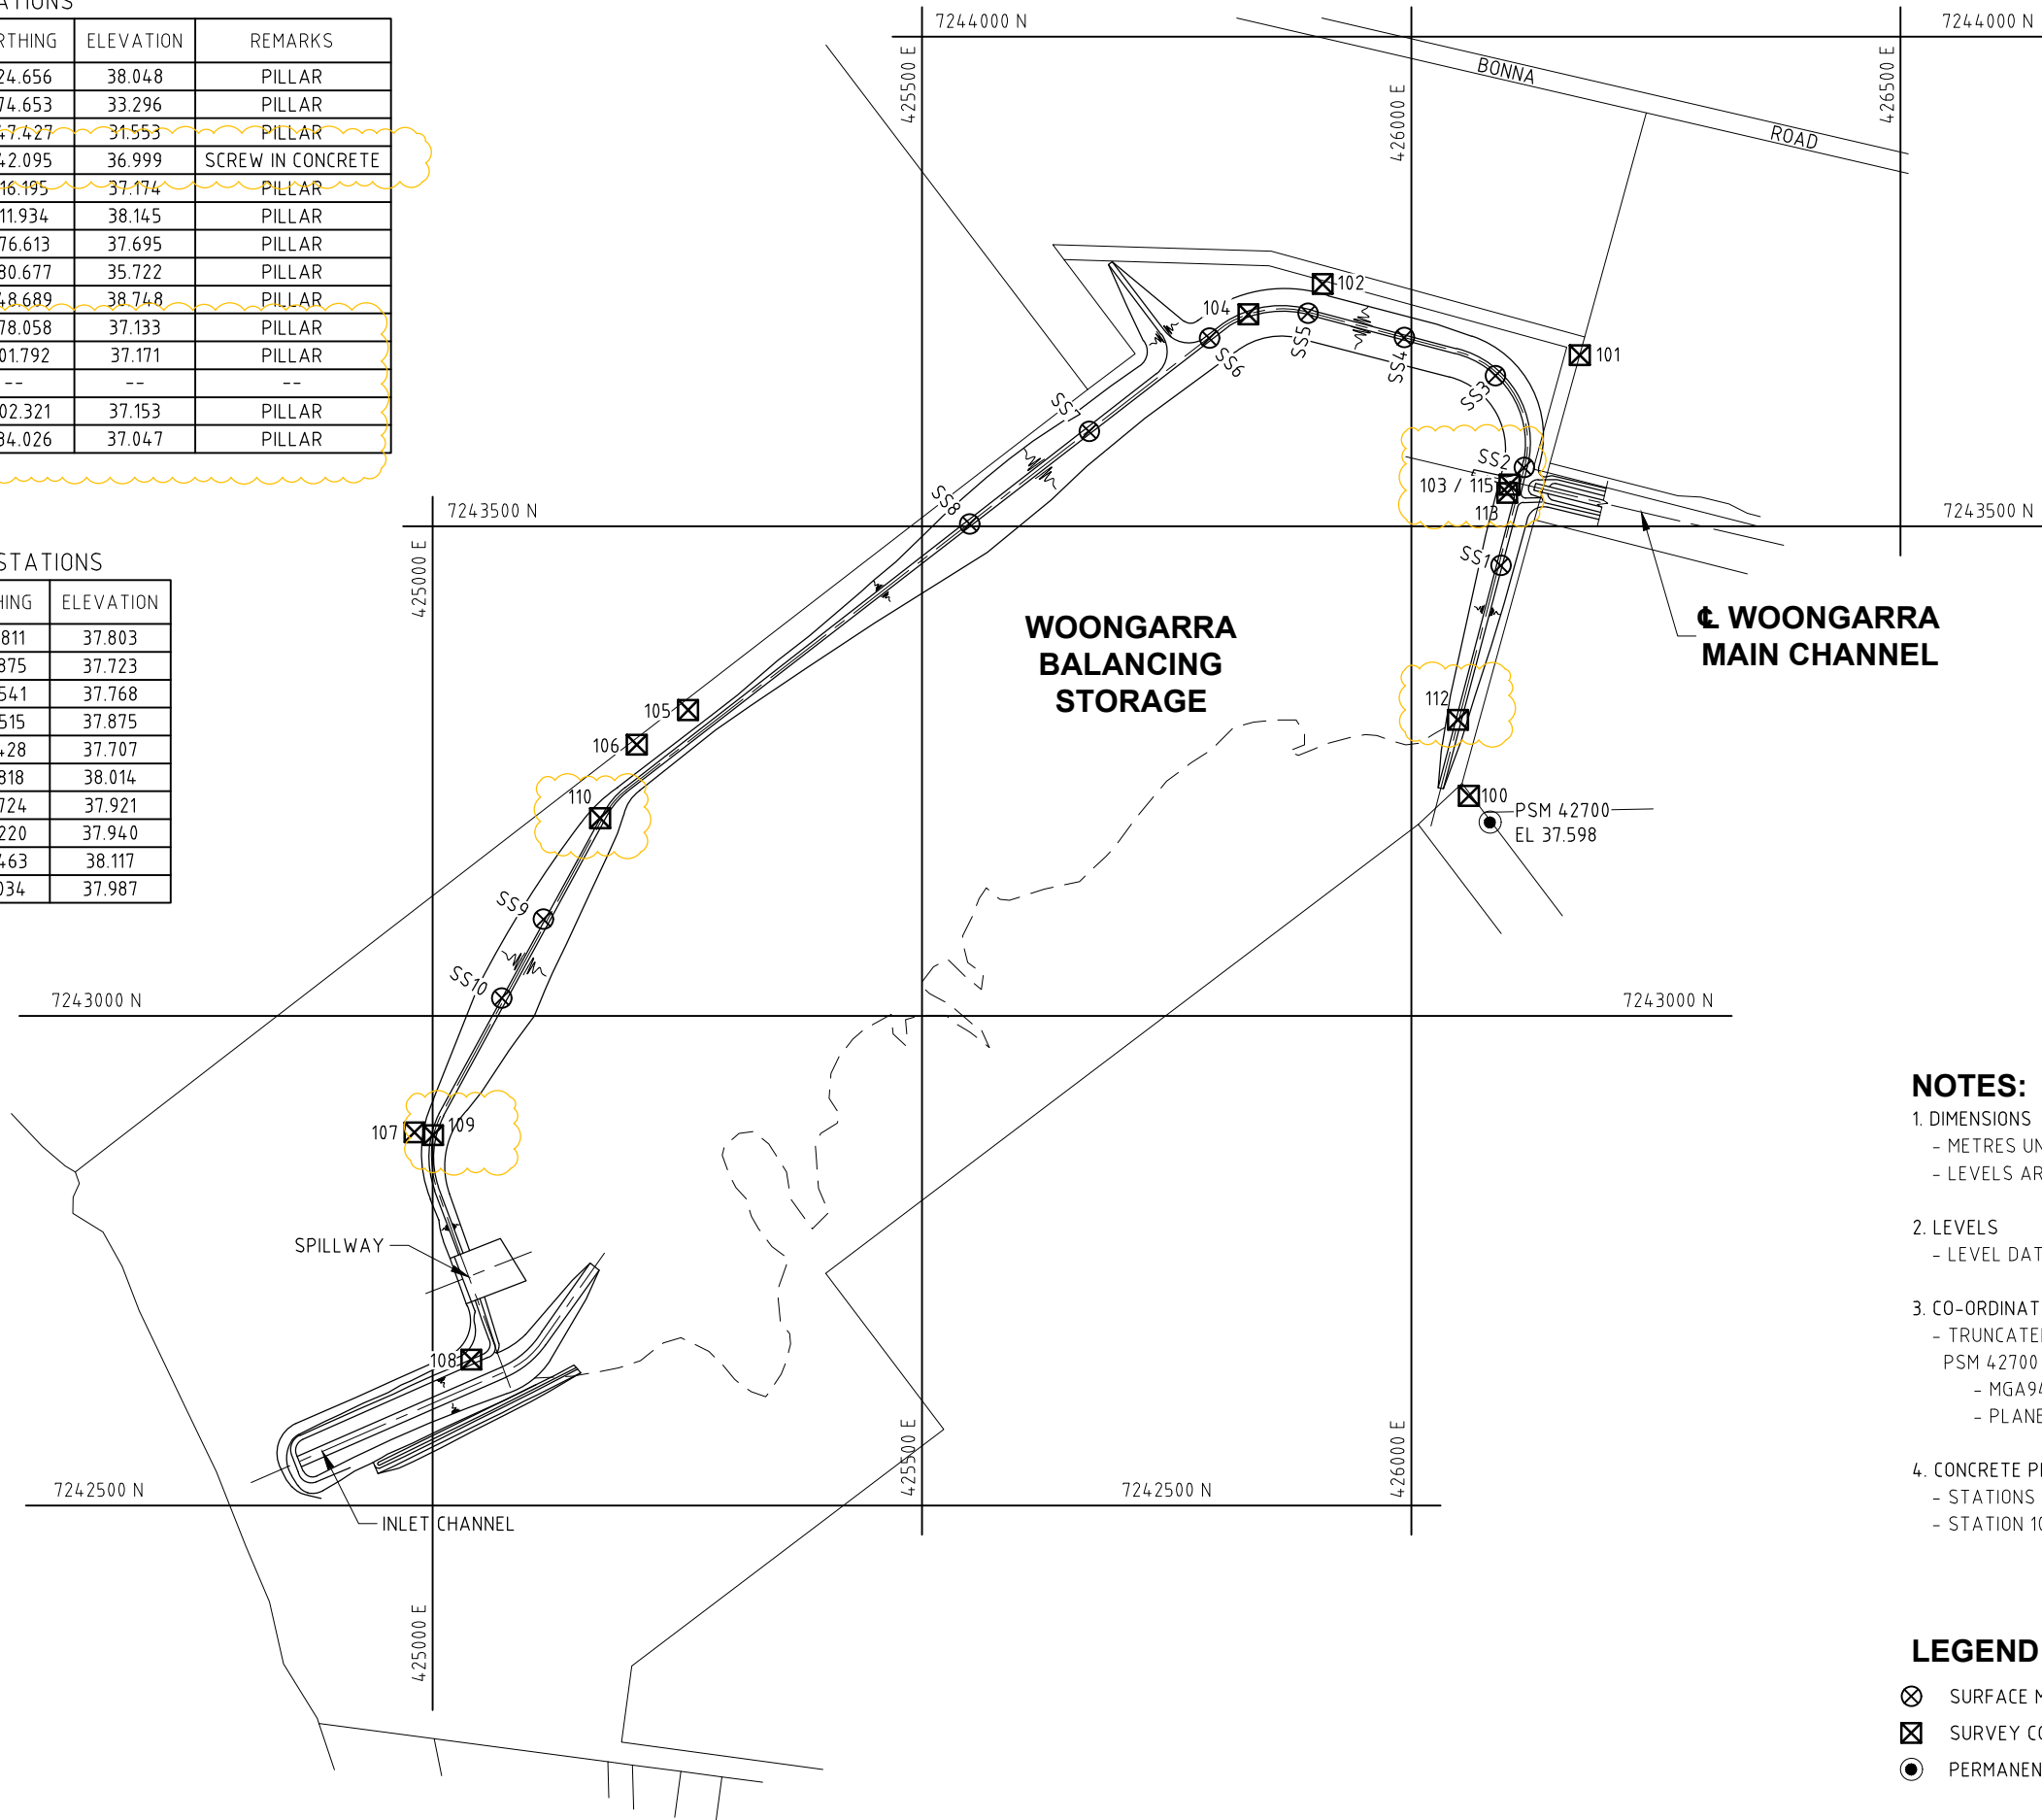 RTHING ELEVATION REMARKS
24.656 38.048 PILLAR
74.653 33.296 PILLAR
47.427 31.553 PILLAR
42.095 36.999 SCREW IN CONCRETE
16.195 37.174 PILLAR
11.934 38.145 PILLAR
76.613 37.695 PILLAR
80.677 35.722 PILLAR
48.689 38.748 PILLAR
78.058 37.133 PILLAR
01.792 37.171 PILLAR
-- -- --
02.321 37.153 PILLAR
84.026 37.047 PILLAR
STATIONS
HING ELEVATION
811 37.803
875 37.723
541 37.768
515 37.875
428 37.707
818 38.014
724 37.921
220 37.940
463 38.117
034 37.987
7244000 N
7244000 N
425500 E
426000 E
426500 E
BONNA
ROAD
102
104
101
SS5
SS4
SS6
SS3
SS7
SS2
103 / 115
113
SS8
7243500 N
7243500 N
425000 E
SS1
WOONGARRA
BALANCING
STORAGE
℄ WOONGARRA
MAIN CHANNEL
112
105
106
110
100
PSM 42700
EL 37.598
SS9
SS10
7243000 N
7243000 N
107
109
SPILLWAY
108
INLET CHANNEL
7242500 N
7242500 N
425500 E
426000 E
425000 E
NOTES:
1. DIMENSIONS
- METRES UN
- LEVELS AR
2. LEVELS
- LEVEL DAT
3. CO-ORDINAT
- TRUNCATE
PSM 42700
- MGA94
- PLANE
4. CONCRETE PI
- STATIONS
- STATION 10
LEGEND
SURFACE M
SURVEY CO
PERMANEN